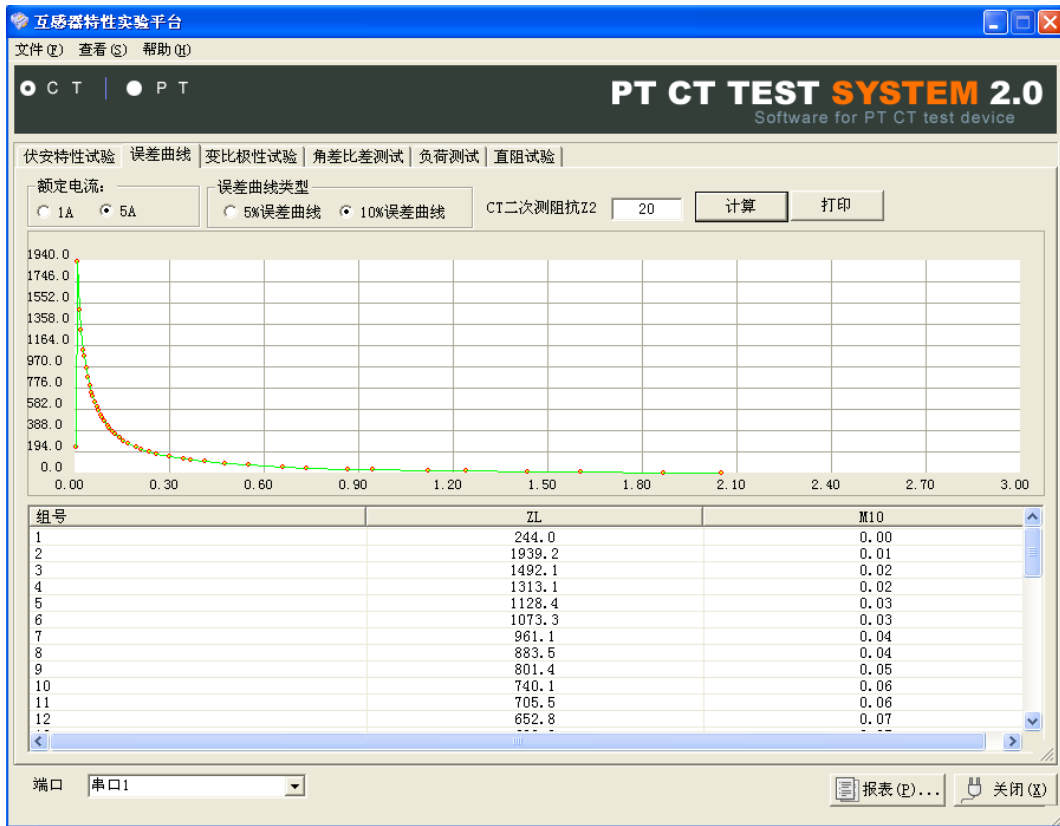 互感器特性实验平台
文件(F) 查看(S) 帮助(H)
CT | PT
PT CT TEST SYSTEM 2.0
Software for PT CT test device
伏安特性试验 误差曲线 变比极性试验 角差比差测试 负荷测试 直阻试验
额定电流: 误差曲线类型
1A 5A 5%误差曲线 10%误差曲线 CT二次测阻抗Z2 20 计算 打印
1940.0
1746.0
1552.0
1358.0
1164.0
970.0
776.0
582.0
388.0
194.0
0.0
0.00 0.30 0.60 0.90 1.20 1.50 1.80 2.10 2.40 2.70 3.00
组号 ZL M10
1 244.0 0.00
2 1939.2 0.01
3 1492.1 0.02
4 1313.1 0.02
5 1128.4 0.03
6 1073.3 0.03
7 961.1 0.04
8 883.5 0.04
9 801.4 0.05
10 740.1 0.06
11 705.5 0.06
12 652.8 0.07
端口 串口1 报表(P)... 关闭(X)